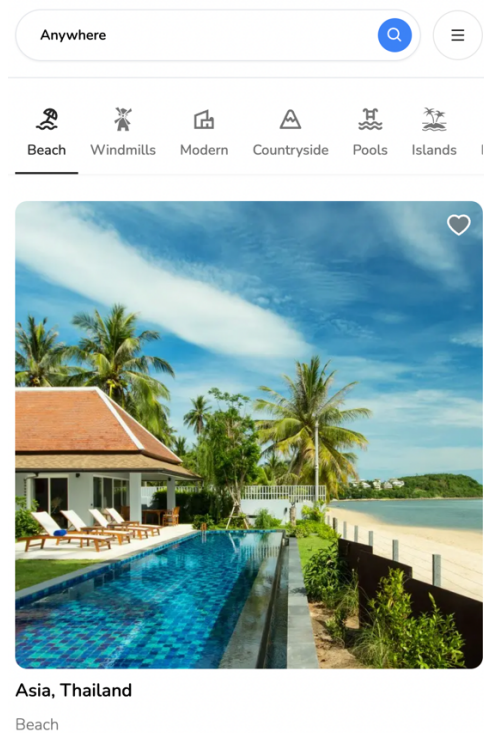 Anywhere
Beach Windmills Modern Countryside Pools Islands
Asia, Thailand
Beach